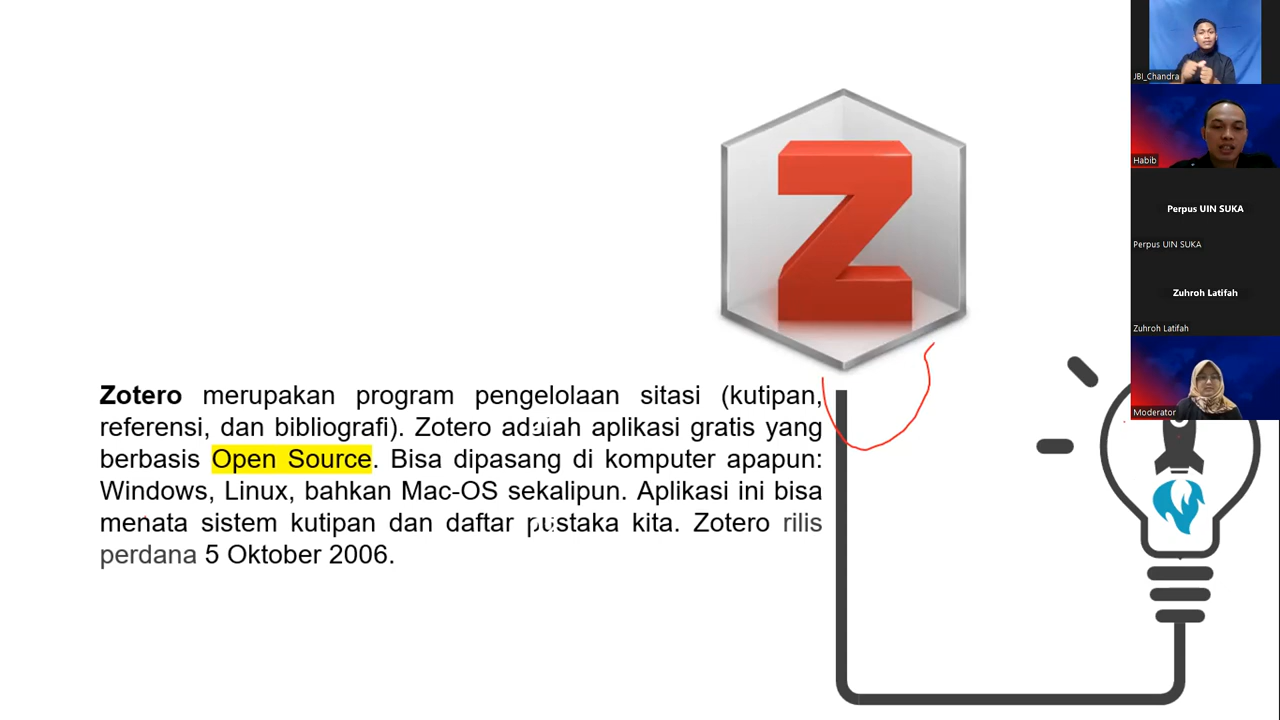 Z
Zotero merupakan program pengelolaan sitasi (kutipan,
referensi, dan bibliografi). Zotero adalah aplikasi gratis yang
berbasis Open Source. Bisa dipasang di komputer apapun:
Windows, Linux, bahkan Mac-OS sekalipun. Aplikasi ini bisa
menata sistem kutipan dan daftar pustaka kita. Zotero rilis
perdana 5 Oktober 2006.
JBI_Chandra
Habib
Perpus UIN SUKA
Perpus UIN SUKA
Zuhroh Latifah
Zuhroh Latifah
Moderator